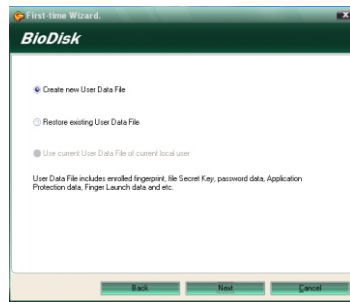 First-time Wizard.
BioDisk
Create new User Data File
Restore existing User Data File
Use current User Data File of current local user
User Data File includes enrolled fingerprint, file Secret Key, password data, Application
Protection data, Finger Launch data and etc.
Back Next Cancel